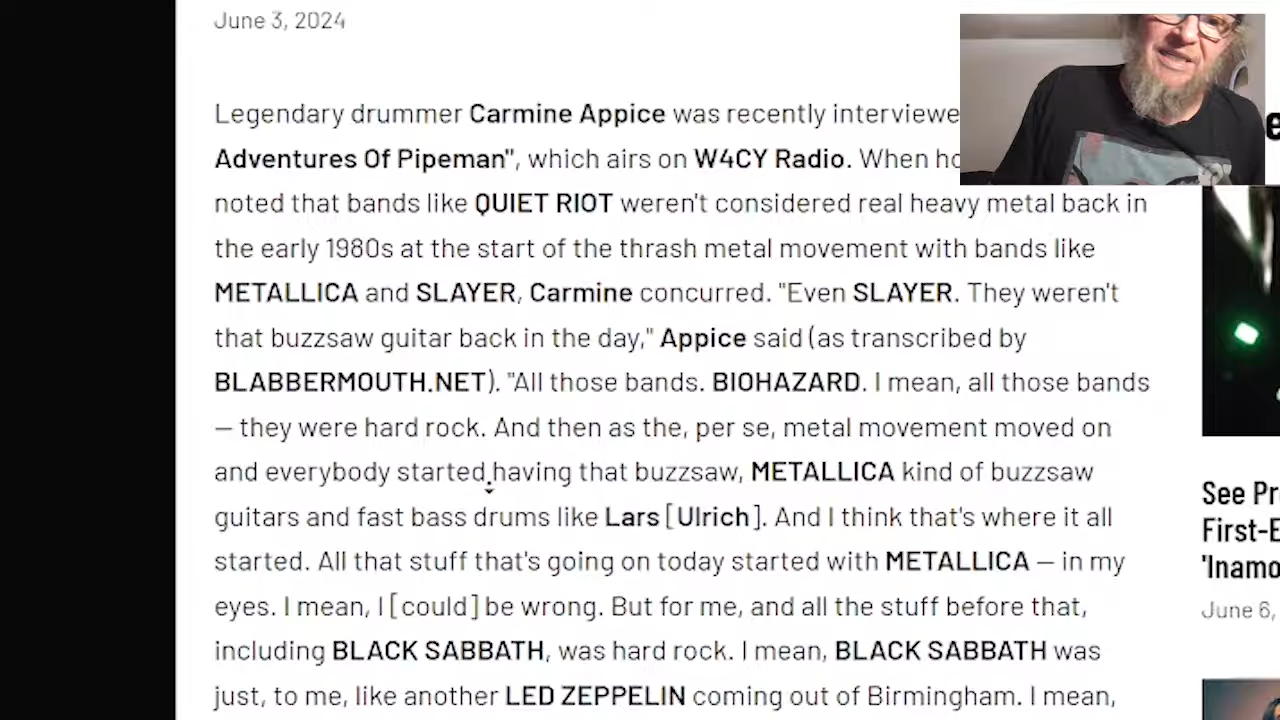 June 3, 2024
Legendary drummer Carmine Appice was recently interviewe
Adventures Of Pipeman", which airs on W4CY Radio. When ho
noted that bands like QUIET RIOT weren't considered real heavy metal back in
the early 1980s at the start of the thrash metal movement with bands like
METALLICA and SLAYER, Carmine concurred. "Even SLAYER. They weren't
that buzzsaw guitar back in the day," Appice said (as transcribed by
BLABBERMOUTH.NET). "All those bands. BIOHAZARD. I mean, all those bands
— they were hard rock. And then as the, per se, metal movement moved on
and everybody started having that buzzsaw, METALLICA kind of buzzsaw
guitars and fast bass drums like Lars [Ulrich]. And I think that's where it all
started. All that stuff that's going on today started with METALLICA — in my
eyes. I mean, I [could] be wrong. But for me, and all the stuff before that,
including BLACK SABBATH, was hard rock. I mean, BLACK SABBATH was
just, to me, like another LED ZEPPELIN coming out of Birmingham. I mean,
See Pr
First-E
'Inamo
June 6,